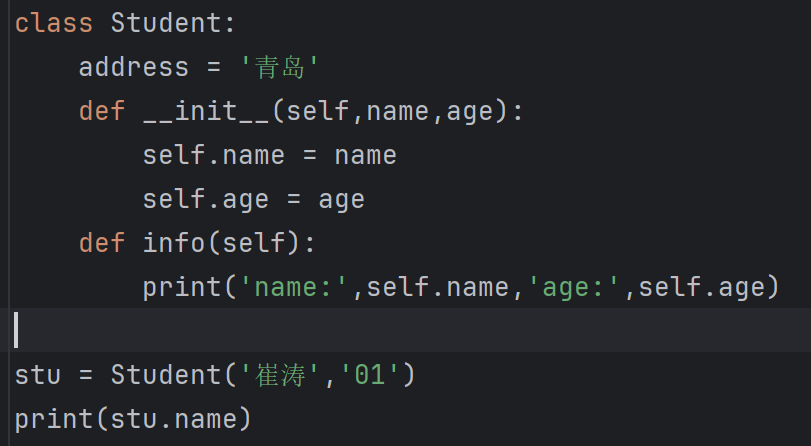 class Student:
    address = '青岛'
    def __init__(self,name,age):
        self.name = name
        self.age = age
    def info(self):
        print('name:',self.name,'age:',self.age)
stu = Student('崔涛','01')
print(stu.name)